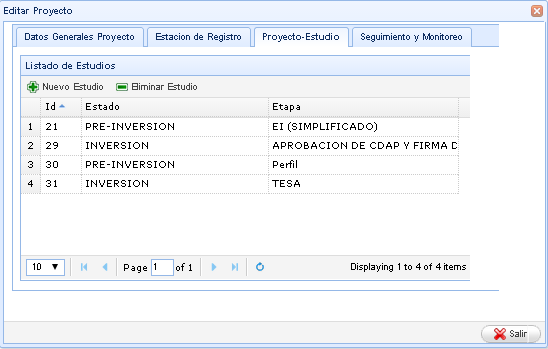 Editar Proyecto
Datos Generales Proyecto Estacion de Registro Proyecto-Estudio Seguimiento y Monitoreo
Listado de Estudios
Nuevo Estudio Eliminar Estudio
Id Estado Etapa
1 21 PRE-INVERSION EI (SIMPLIFICADO)
2 29 INVERSION APROBACION DE CDAP Y FIRMA D
3 30 PRE-INVERSION Perfil
4 31 INVERSION TESA
10 Page 1 of 1 Displaying 1 to 4 of 4 items
Salir